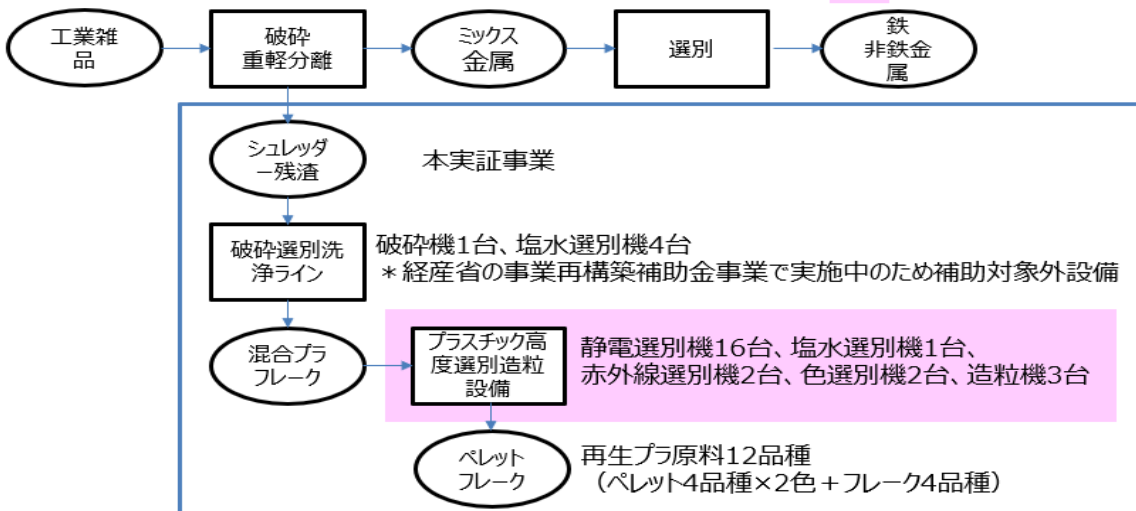 工業雑
品
破砕
重軽分離
ミックス
金属
選別
鉄
非鉄金
属
シュレッダ
ー残渣
本実証事業
破砕選別洗
浄ライン
破砕機1台、塩水選別機4台
＊経産省の事業再構築補助金事業で実施中のため補助対象外設備
混合プラ
フレーク
プラスチック高
度選別造粒
設備
静電選別機16台、塩水選別機1台、
赤外線選別機2台、色選別機2台、造粒機3台
ペレット
フレーク
再生プラ原料12品種
（ペレット4品種×2色＋フレーク4品種）